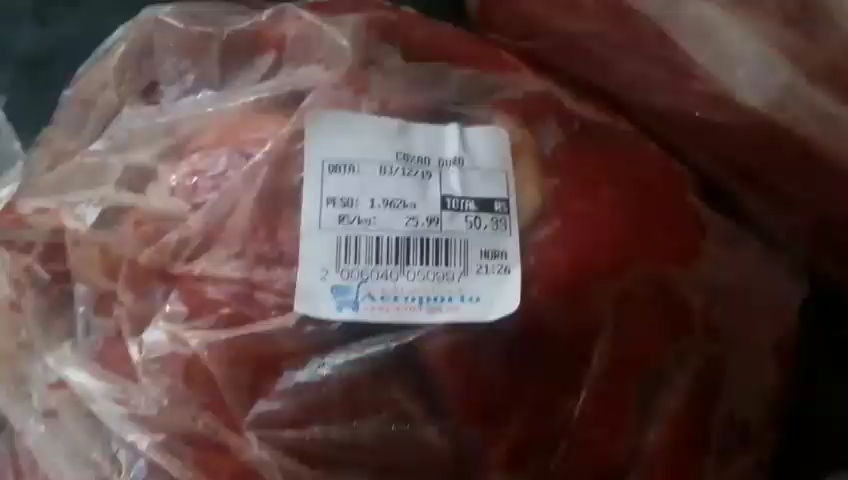 COXAO DURO
DATA: 03/12/19
PESO: 1.962kg TOTAL R$
R$/kg: 25.99 50,99
HORA
21:26
2 006040 050997
Aeroporto